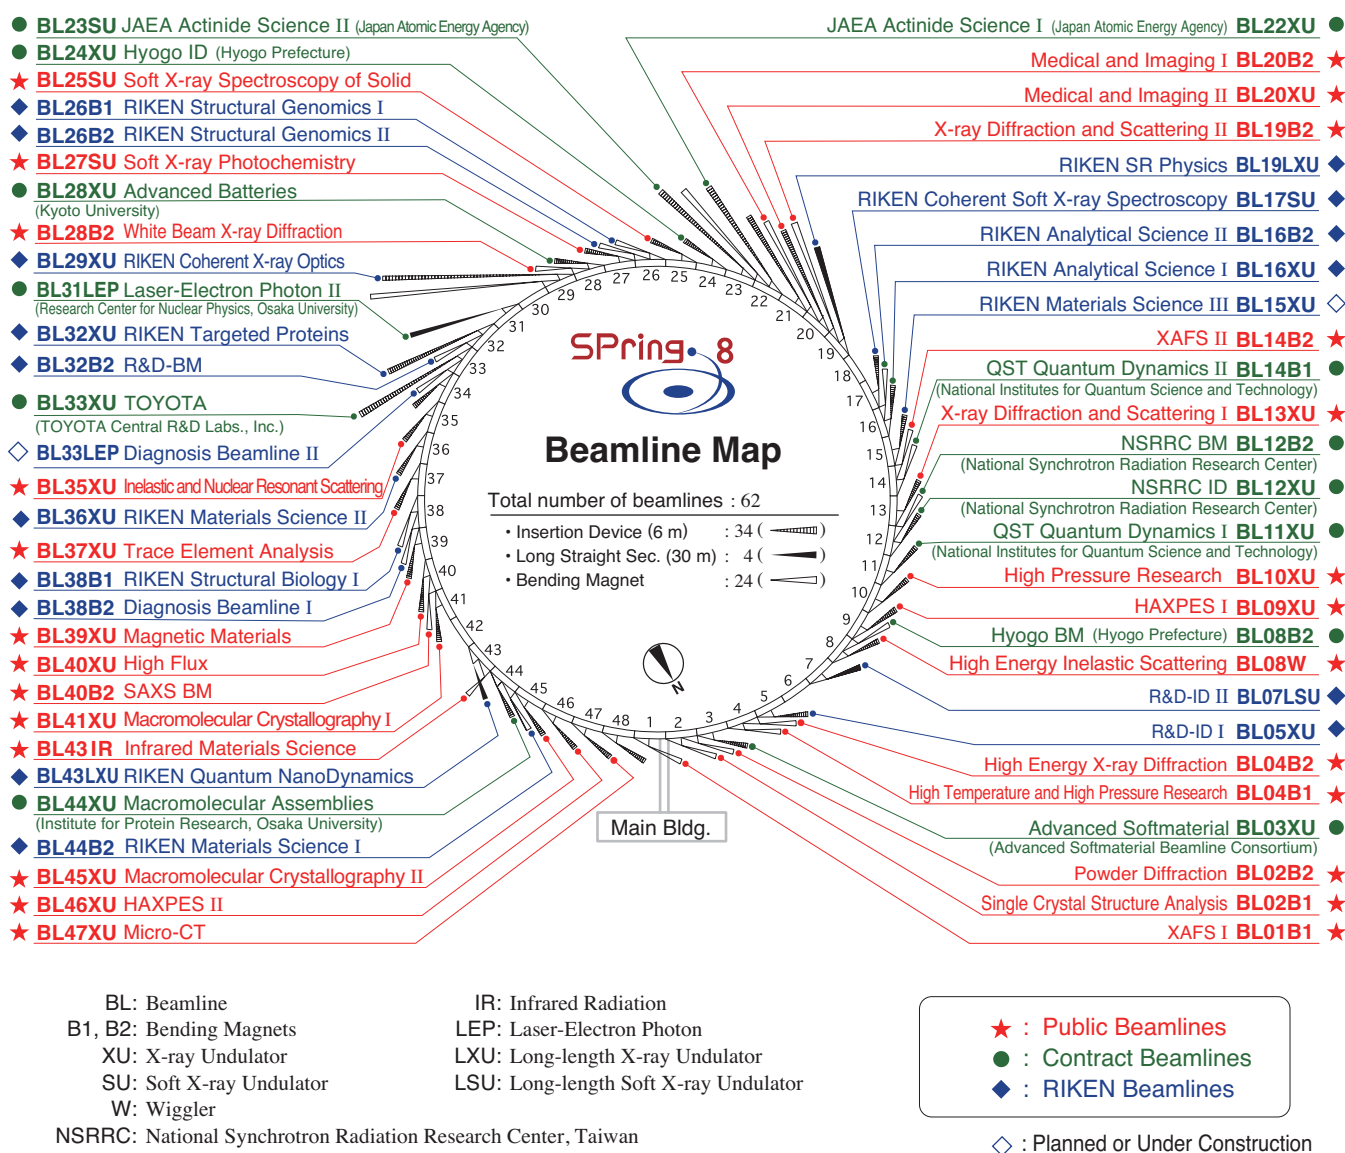 BL23SU JAEA Actinide Science II (Japan Atomic Energy Agency)
BL24XU Hyogo ID (Hyogo Prefecture)
BL25SU Soft X-ray Spectroscopy of Solid
BL26B1 RIKEN Structural Genomics I
BL26B2 RIKEN Structural Genomics II
BL27SU Soft X-ray Photochemistry
BL28XU Advanced Batteries
(Kyoto University)
BL28B2 White Beam X-ray Diffraction
BL29XU RIKEN Coherent X-ray Optics
BL31LEP Laser-Electron Photon II
(Research Center for Nuclear Physics, Osaka University)
BL32XU RIKEN Targeted Proteins
BL32B2 R&D-BM
BL33XU TOYOTA
(TOYOTA Central R&D Labs., Inc.)
BL33LEP Diagnosis Beamline II
BL35XU Inelastic and Nuclear Resonant Scattering
BL36XU RIKEN Materials Science II
BL37XU Trace Element Analysis
BL38B1 RIKEN Structural Biology I
BL38B2 Diagnosis Beamline I
BL39XU Magnetic Materials
BL40XU High Flux
BL40B2 SAXS BM
BL41XU Macromolecular Crystallography I
BL43IR Infrared Materials Science
BL43LXU RIKEN Quantum NanoDynamics
BL44XU Macromolecular Assemblies
(Institute for Protein Research, Osaka University)
BL44B2 RIKEN Materials Science I
BL45XU Macromolecular Crystallography II
BL46XU HAXPES II
BL47XU Micro-CT
JAEA Actinide Science I (Japan Atomic Energy Agency) BL22XU
Medical and Imaging I BL20B2
Medical and Imaging II BL20XU
X-ray Diffraction and Scattering II BL19B2
RIKEN SR Physics BL19LXU
RIKEN Coherent Soft X-ray Spectroscopy BL17SU
RIKEN Analytical Science II BL16B2
RIKEN Analytical Science I BL16XU
RIKEN Materials Science III BL15XU
XAFS II BL14B2
QST Quantum Dynamics II BL14B1
(National Institutes for Quantum Science and Technology)
X-ray Diffraction and Scattering I BL13XU
NSRRC BM BL12B2
(National Synchrotron Radiation Research Center)
NSRRC ID BL12XU
(National Synchrotron Radiation Research Center)
QST Quantum Dynamics I BL11XU
(National Institutes for Quantum Science and Technology)
High Pressure Research BL10XU
HAXPES I BL09XU
Hyogo BM (Hyogo Prefecture) BL08B2
High Energy Inelastic Scattering BL08W
R&D-ID II BL07LSU
R&D-ID I BL05XU
High Energy X-ray Diffraction BL04B2
High Temperature and High Pressure Research BL04B1
Advanced Softmaterial BL03XU
(Advanced Softmaterial Beamline Consortium)
Powder Diffraction BL02B2
Single Crystal Structure Analysis BL02B1
XAFS I BL01B1
SPring-8
Beamline Map
Total number of beamlines : 62
• Insertion Device (6 m) : 34 ( )
• Long Straight Sec. (30 m) : 4 ( )
• Bending Magnet : 24 ( )
N
1
2
3
4
5
6
7
8
9
10
11
12
13
14
15
16
17
18
19
20
21
22
23
24
25
26
27
28
29
30
31
32
33
34
35
36
37
38
39
40
41
42
43
44
45
46
47
48
Main Bldg.
BL: Beamline
B1, B2: Bending Magnets
XU: X-ray Undulator
SU: Soft X-ray Undulator
W: Wiggler
NSRRC: National Synchrotron Radiation Research Center, Taiwan
IR: Infrared Radiation
LEP: Laser-Electron Photon
LXU: Long-length X-ray Undulator
LSU: Long-length Soft X-ray Undulator
★ : Public Beamlines
● : Contract Beamlines
◆ : RIKEN Beamlines
◇ : Planned or Under Construction